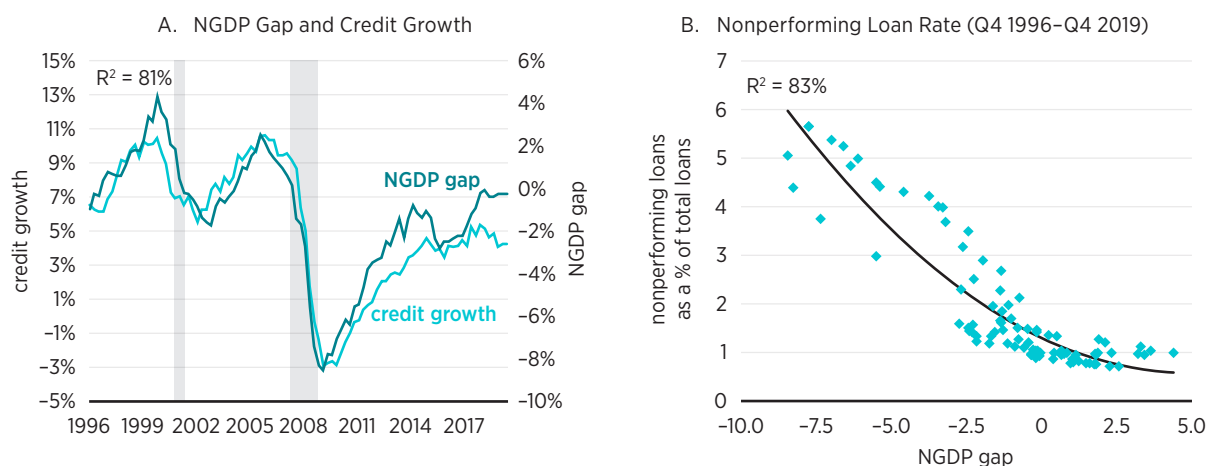 A. NGDP Gap and Credit Growth
15%
13%
11%
9%
7%
5%
3%
1%
−1%
−3%
−5%
credit growth
R² = 81%
NGDP gap
credit growth
6%
4%
2%
0%
−2%
−4%
−6%
−8%
−10%
NGDP gap
1996 1999 2002 2005 2008 2011 2014 2017
B. Nonperforming Loan Rate (Q4 1996–Q4 2019)
7
6
5
4
3
2
1
0
nonperforming loans
as a % of total loans
R² = 83%
−10.0 −7.5 −5.0 −2.5 0 2.5 5.0
NGDP gap